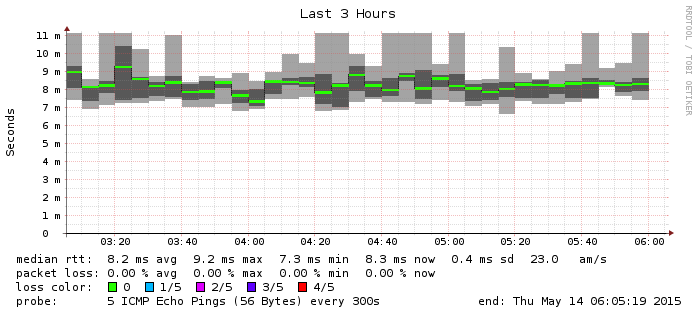 Last 3 Hours
RRDTOOL / TOBI OETIKER
Seconds
11 m
10 m
9 m
8 m
7 m
6 m
5 m
4 m
3 m
2 m
1 m
0
03:20 03:40 04:00 04:20 04:40 05:00 05:20 05:40 06:00
median rtt: 8.2 ms avg 9.2 ms max 7.3 ms min 8.3 ms now 0.4 ms sd 23.0 am/s
packet loss: 0.00 % avg 0.00 % max 0.00 % min 0.00 % now
loss color: 0 1/5 2/5 3/5 4/5
probe: 5 ICMP Echo Pings (56 Bytes) every 300s end: Thu May 14 06:05:19 2015